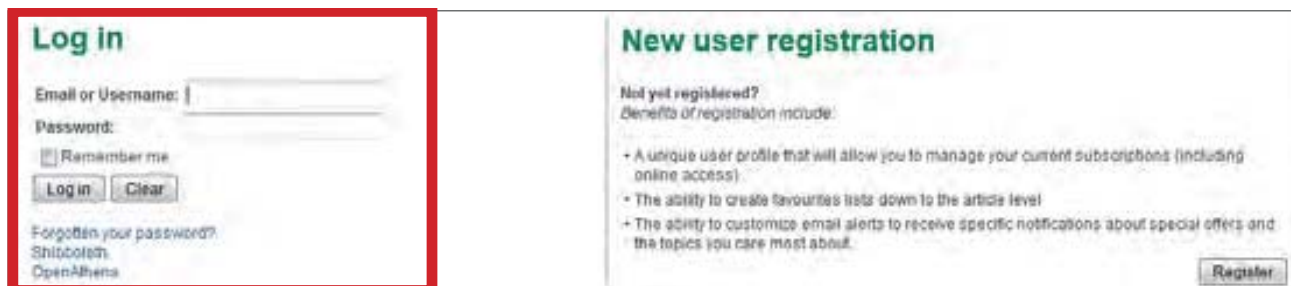 Log in
Email or Username:
Password:
Remember me
Log in Clear
Forgotten your password?
Shibboleth
OpenAthens
New user registration
Not yet registered?
Benefits of registration include:
• A unique user profile that will allow you to manage your current subscriptions (including
online access)
• The ability to create favourites lists down to the article level
• The ability to customize email alerts to receive specific notifications about special offers and
the topics you care most about.
Register